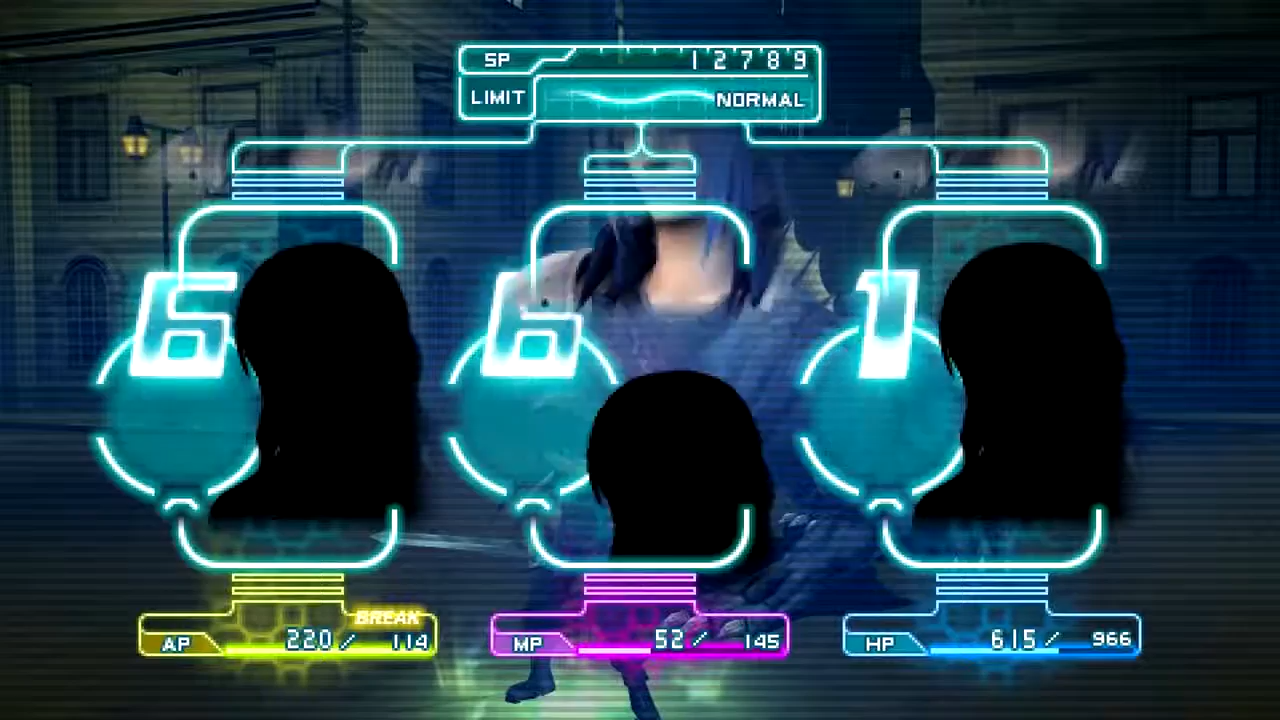 SP 12789
LIMIT NORMAL
6 6 1
BREAK
AP 220/ 114
MP 52/ 145
HP 615/ 966